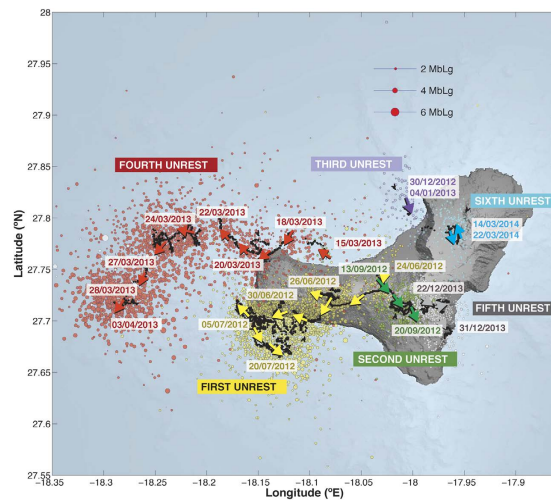 28
27.95
27.9
27.85
27.8
27.75
27.7
27.65
27.6
27.55
Latitude (ºN)
2 MbLg
4 MbLg
6 MbLg
FOURTH UNREST
THIRD UNREST
30/12/2012
04/01/2013
SIXTH UNREST
22/03/2013
24/03/2013
18/03/2013
14/03/2014
22/03/2014
15/03/2013
20/03/2013
27/03/2013
13/09/2012
24/06/2012
26/06/2012
28/03/2013
30/06/2012
22/12/2013
FIFTH UNREST
03/04/2013
05/07/2012
20/09/2012
31/12/2013
20/07/2012
SECOND UNREST
FIRST UNREST
−18.35 −18.3 −18.25 −18.2 −18.15 −18.1 −18.05 −18 −17.95 −17.9
Longitude (ºE)